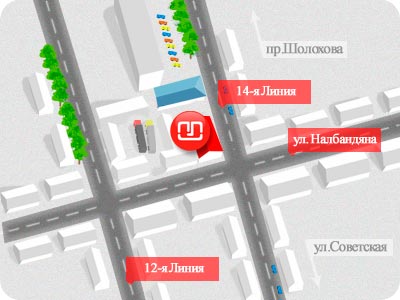 пр.Шолохова
14-я Линия
ул. Налбандяна
ул.Советская
12-я Линия